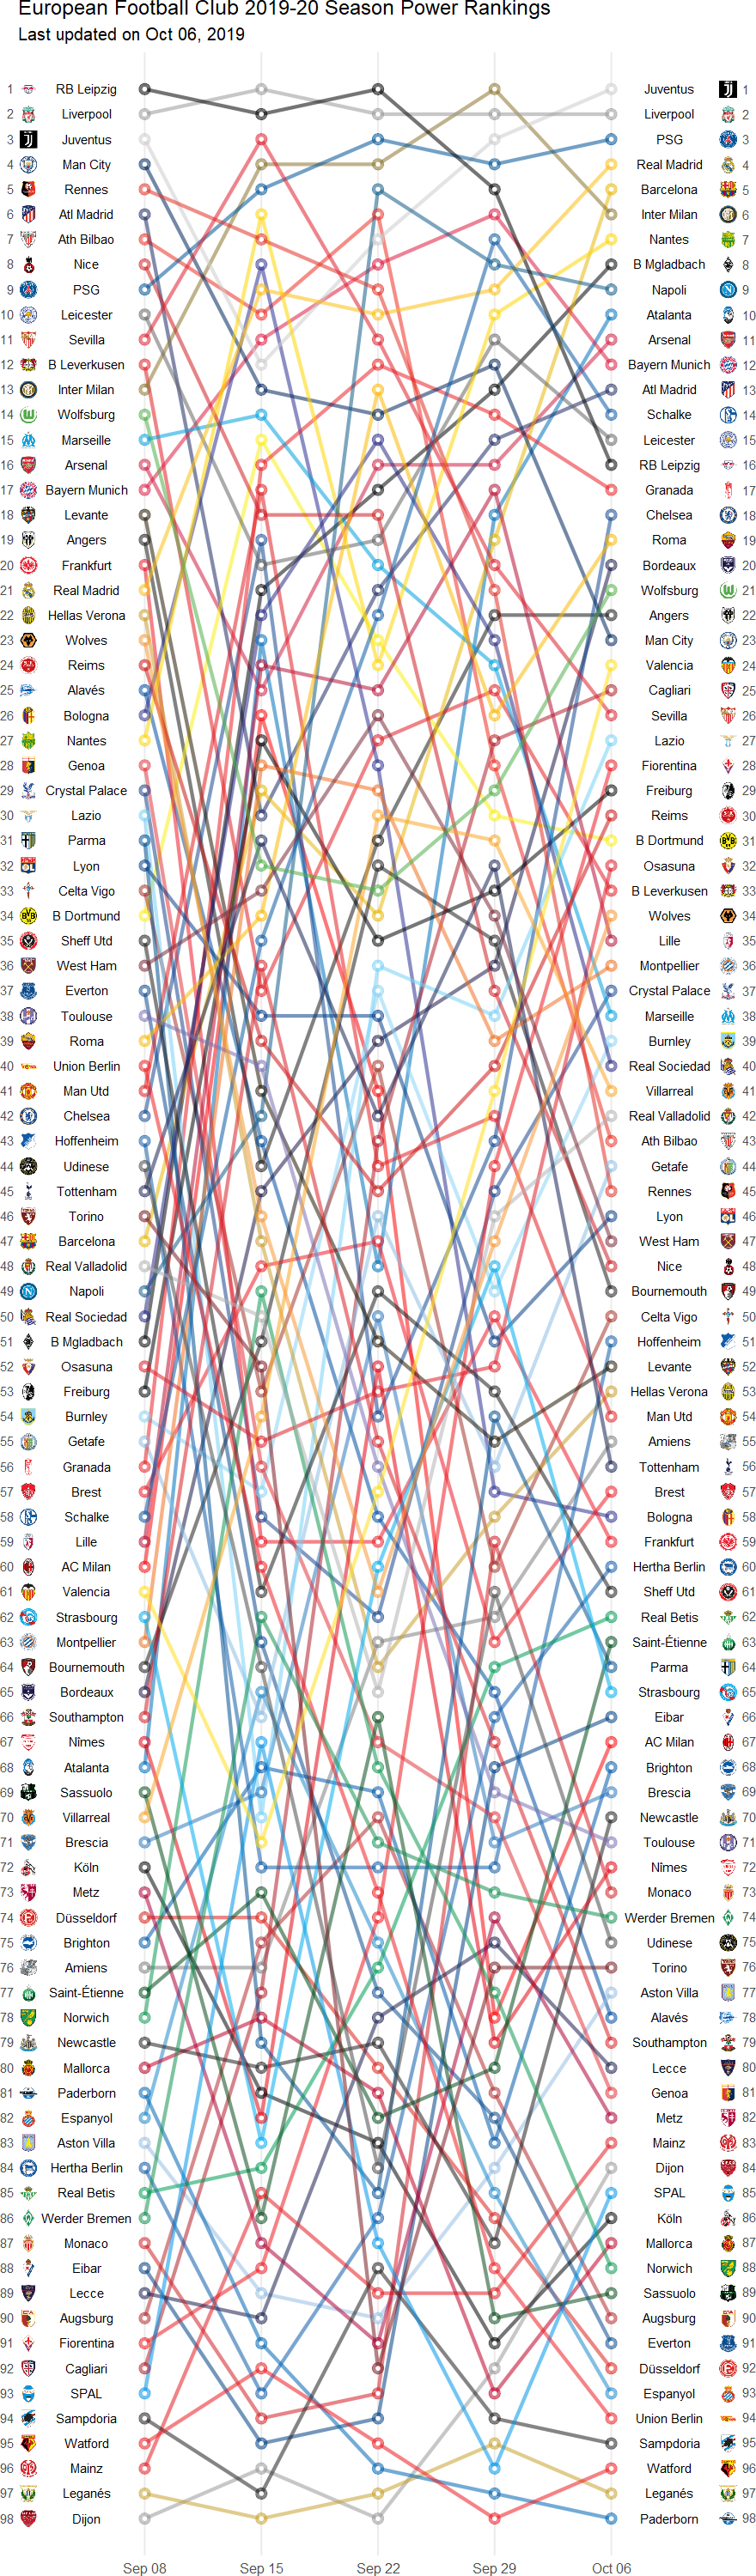 European Football Club 2019-20 Season Power Rankings
Last updated on Oct 06, 2019
1 RB Leipzig Juventus 1
2 Liverpool Liverpool 2
3 Juventus PSG 3
4 Man City Real Madrid 4
5 Rennes Barcelona 5
6 Atl Madrid Inter Milan 6
7 Ath Bilbao Nantes 7
8 Nice B Mgladbach 8
9 PSG Napoli 9
10 Leicester Atalanta 10
11 Sevilla Arsenal 11
12 B Leverkusen Bayern Munich 12
13 Inter Milan Atl Madrid 13
14 Wolfsburg Schalke 14
15 Marseille Leicester 15
16 Arsenal RB Leipzig 16
17 Bayern Munich Granada 17
18 Levante Chelsea 18
19 Angers Roma 19
20 Frankfurt Bordeaux 20
21 Real Madrid Wolfsburg 21
22 Hellas Verona Angers 22
23 Wolves Man City 23
24 Reims Valencia 24
25 Alavés Cagliari 25
26 Bologna Sevilla 26
27 Nantes Lazio 27
28 Genoa Fiorentina 28
29 Crystal Palace Freiburg 29
30 Lazio Reims 30
31 Parma B Dortmund 31
32 Lyon Osasuna 32
33 Celta Vigo B Leverkusen 33
34 B Dortmund Wolves 34
35 Sheff Utd Lille 35
36 West Ham Montpellier 36
37 Everton Crystal Palace 37
38 Toulouse Marseille 38
39 Roma Burnley 39
40 Union Berlin Real Sociedad 40
41 Man Utd Villarreal 41
42 Chelsea Real Valladolid 42
43 Hoffenheim Ath Bilbao 43
44 Udinese Getafe 44
45 Tottenham Rennes 45
46 Torino Lyon 46
47 Barcelona West Ham 47
48 Real Valladolid Nice 48
49 Napoli Bournemouth 49
50 Real Sociedad Celta Vigo 50
51 B Mgladbach Hoffenheim 51
52 Osasuna Levante 52
53 Freiburg Hellas Verona 53
54 Burnley Man Utd 54
55 Getafe Amiens 55
56 Granada Tottenham 56
57 Brest Brest 57
58 Schalke Bologna 58
59 Lille Frankfurt 59
60 AC Milan Hertha Berlin 60
61 Valencia Sheff Utd 61
62 Strasbourg Real Betis 62
63 Montpellier Saint-Étienne 63
64 Bournemouth Parma 64
65 Bordeaux Strasbourg 65
66 Southampton Eibar 66
67 Nîmes AC Milan 67
68 Atalanta Brighton 68
69 Sassuolo Brescia 69
70 Villarreal Newcastle 70
71 Brescia Toulouse 71
72 Köln Nîmes 72
73 Metz Monaco 73
74 Düsseldorf Werder Bremen 74
75 Brighton Udinese 75
76 Amiens Torino 76
77 Saint-Étienne Aston Villa 77
78 Norwich Alavés 78
79 Newcastle Southampton 79
80 Mallorca Lecce 80
81 Paderborn Genoa 81
82 Espanyol Metz 82
83 Aston Villa Mainz 83
84 Hertha Berlin Dijon 84
85 Real Betis SPAL 85
86 Werder Bremen Köln 86
87 Monaco Mallorca 87
88 Eibar Norwich 88
89 Lecce Sassuolo 89
90 Augsburg Augsburg 90
91 Fiorentina Everton 91
92 Cagliari Düsseldorf 92
93 SPAL Espanyol 93
94 Sampdoria Union Berlin 94
95 Watford Sampdoria 95
96 Mainz Watford 96
97 Leganés Leganés 97
98 Dijon Paderborn 98
Sep 08 Sep 15 Sep 22 Sep 29 Oct 06